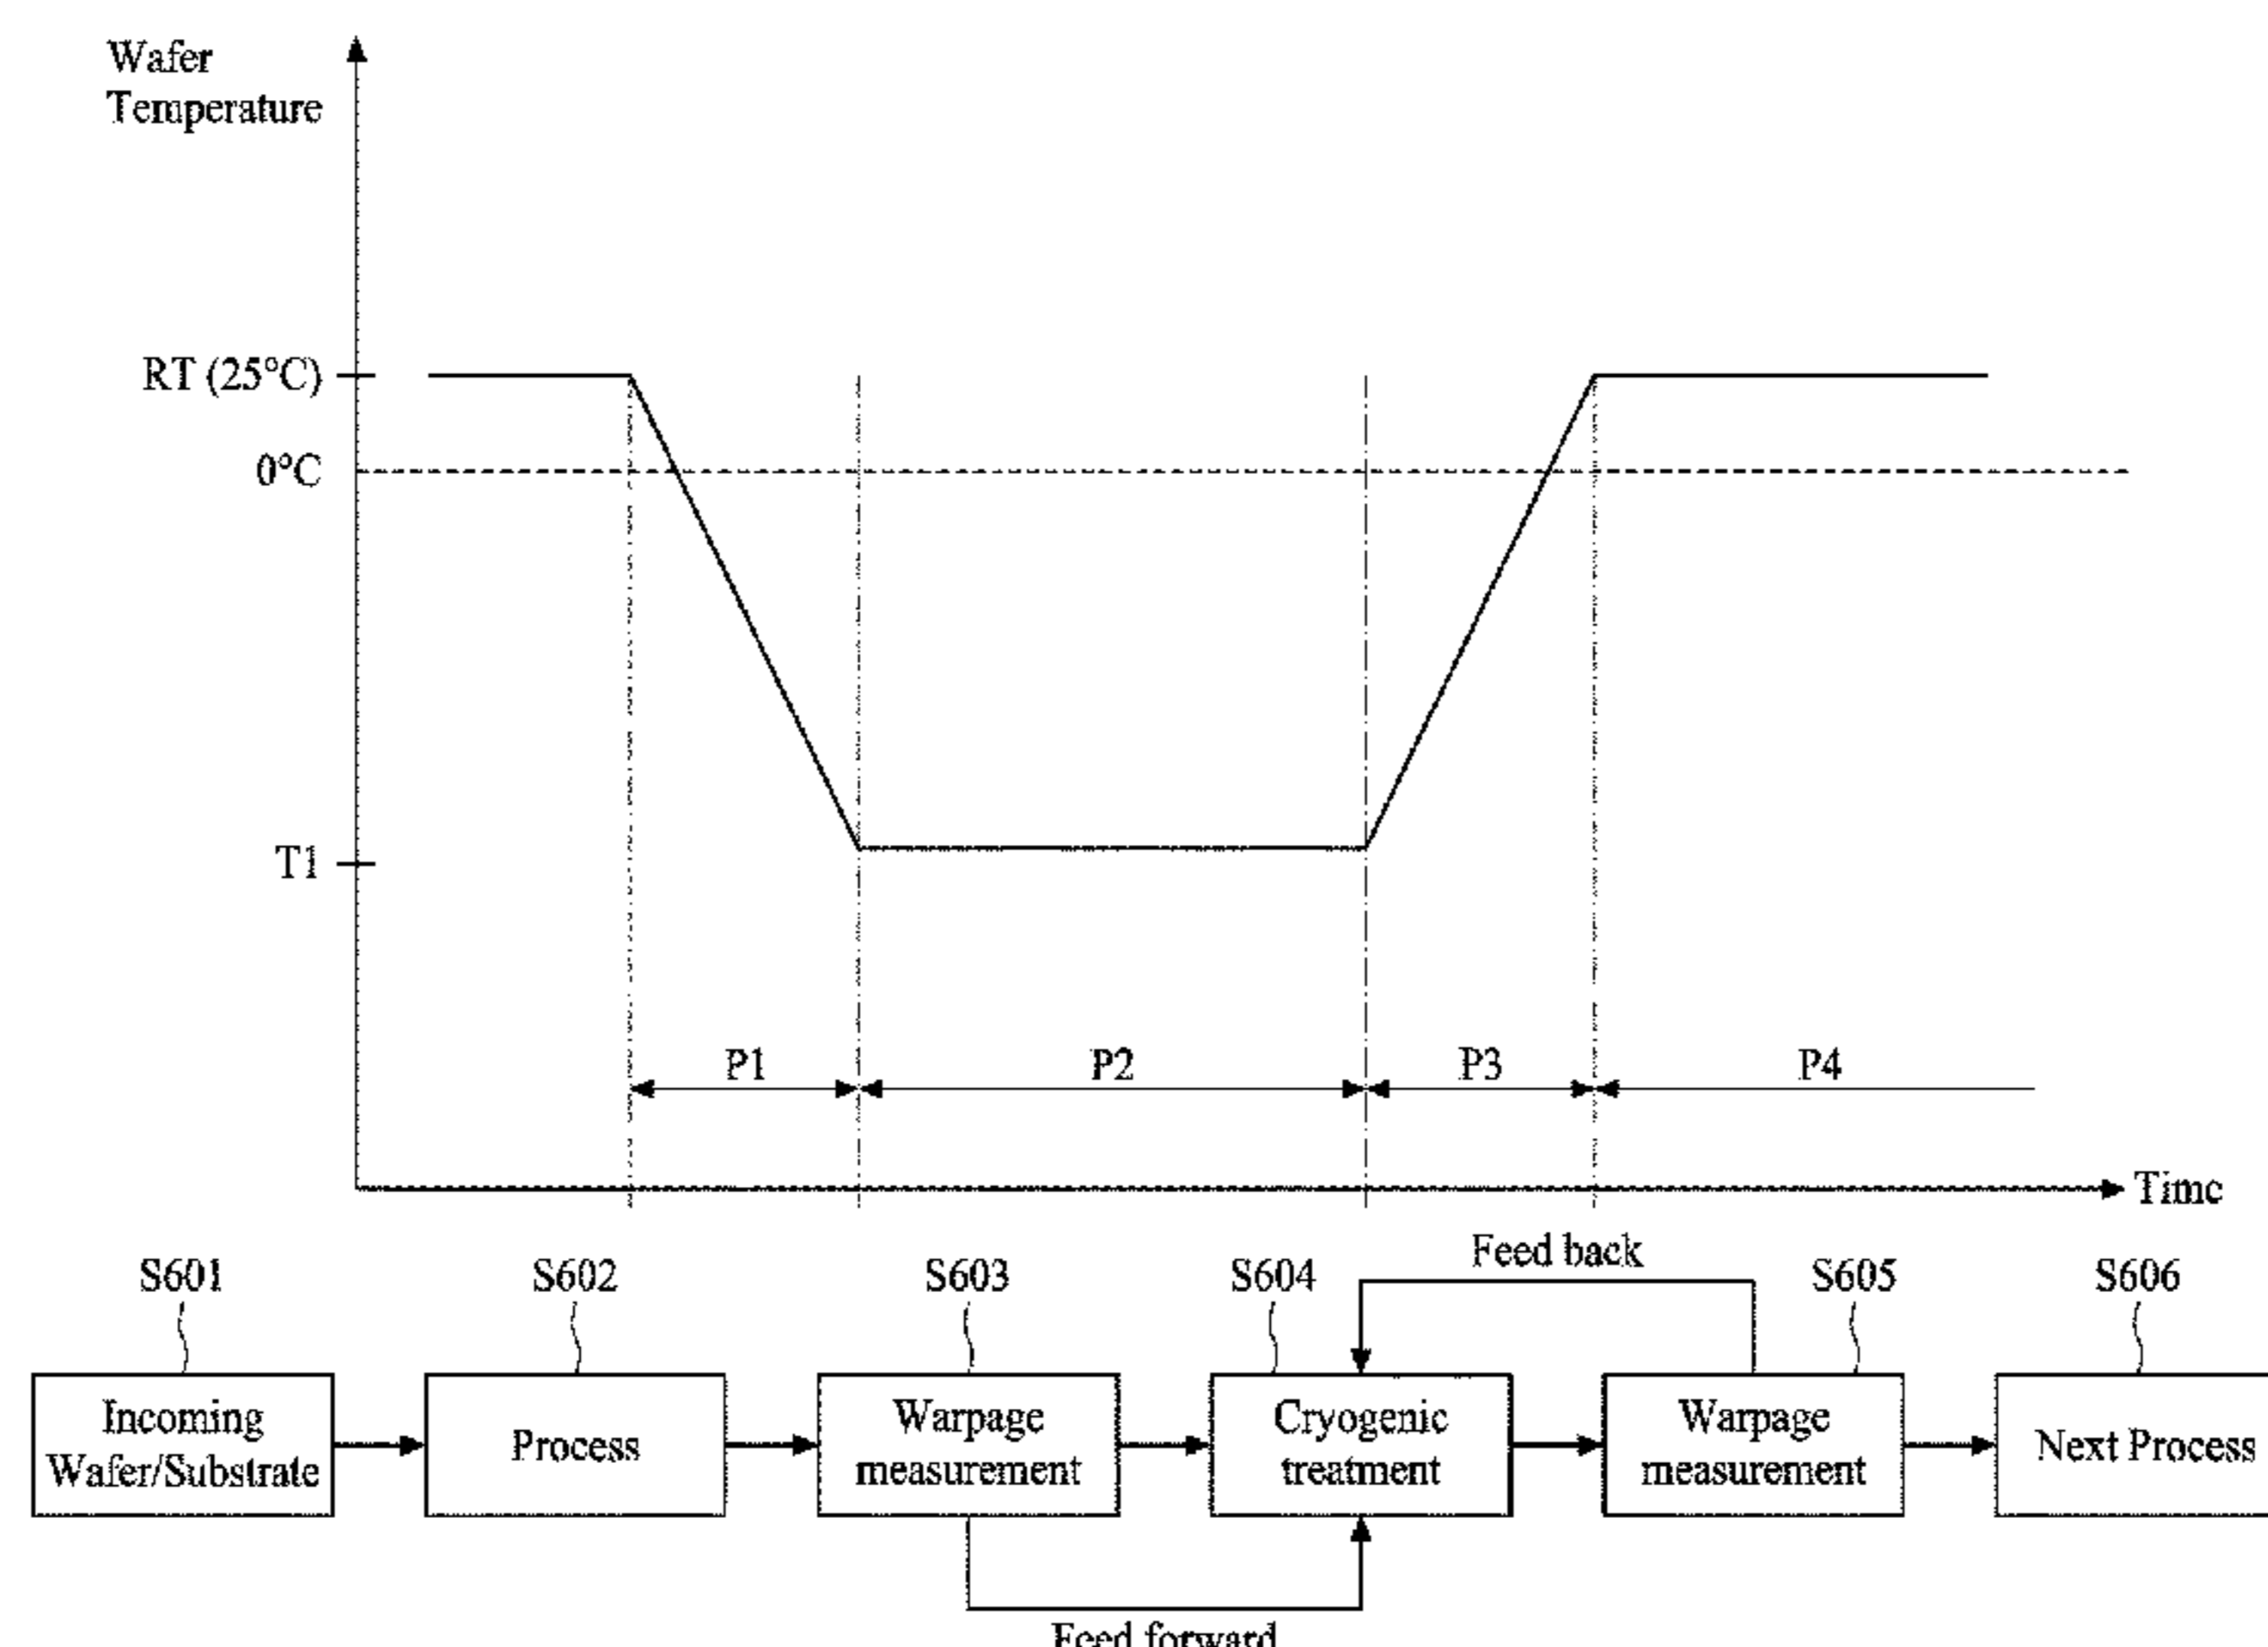 Wafer
Temperature
RT (25°C)
0°C
T1
P1
P2
P3
P4
Time
Feed back
S601
S602
S603
S604
S605
S606
Incoming
Wafer/Substrate
Process
Warpage
measurement
Cryogenic
treatment
Warpage
measurement
Next Process
Feed forward